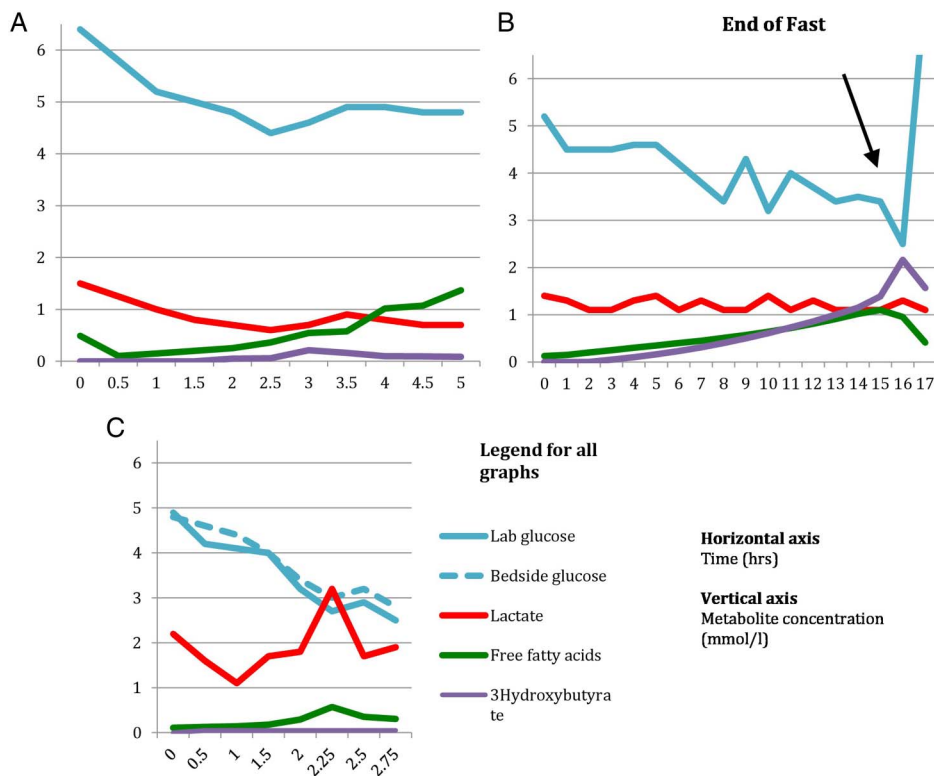 A
6
5
4
3
2
1
0
0 0.5 1 1.5 2 2.5 3 3.5 4 4.5 5
B
End of Fast
6
5
4
3
2
1
0
0 1 2 3 4 5 6 7 8 9 10 11 12 13 14 15 16 17
C
6
5
4
3
2
1
0
0 0.5 1 1.5 2 2.25 2.5 2.75
Legend for all
graphs
Lab glucose
Bedside glucose
Lactate
Free fatty acids
3Hydroxybutyra
te
Horizontal axis
Time (hrs)
Vertical axis
Metabolite concentration
(mmol/l)